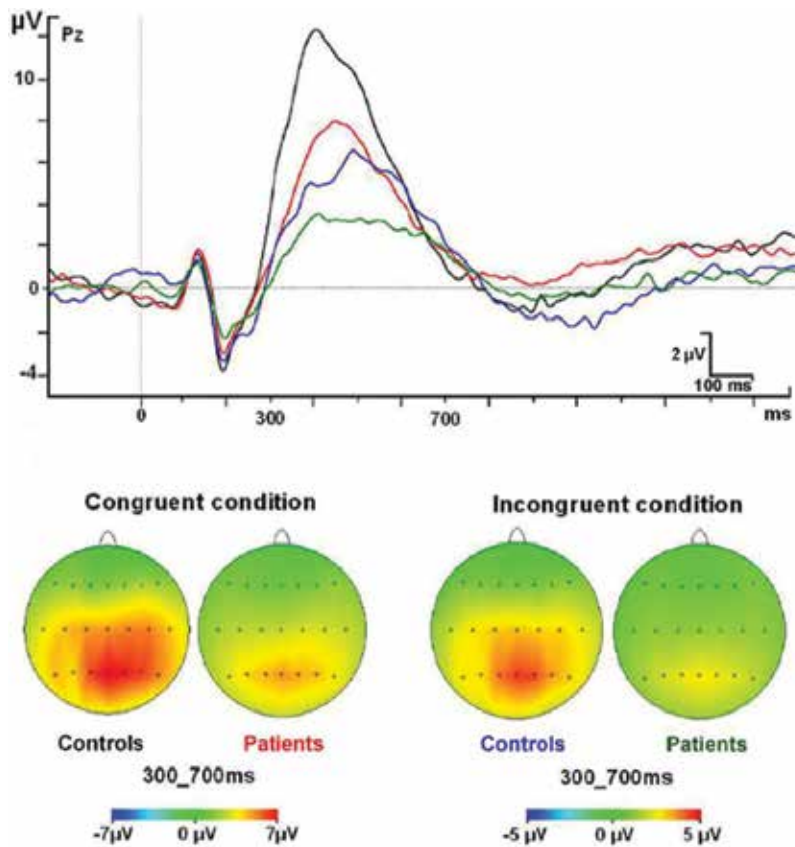 µV
Pz
10
0
-4
2 µV
100 ms
0 300 700 ms
Congruent condition Incongruent condition
Controls Patients Controls Patients
300_700ms 300_700ms
-7µV 0 µV 7µV -5 µV 0 µV 5 µV